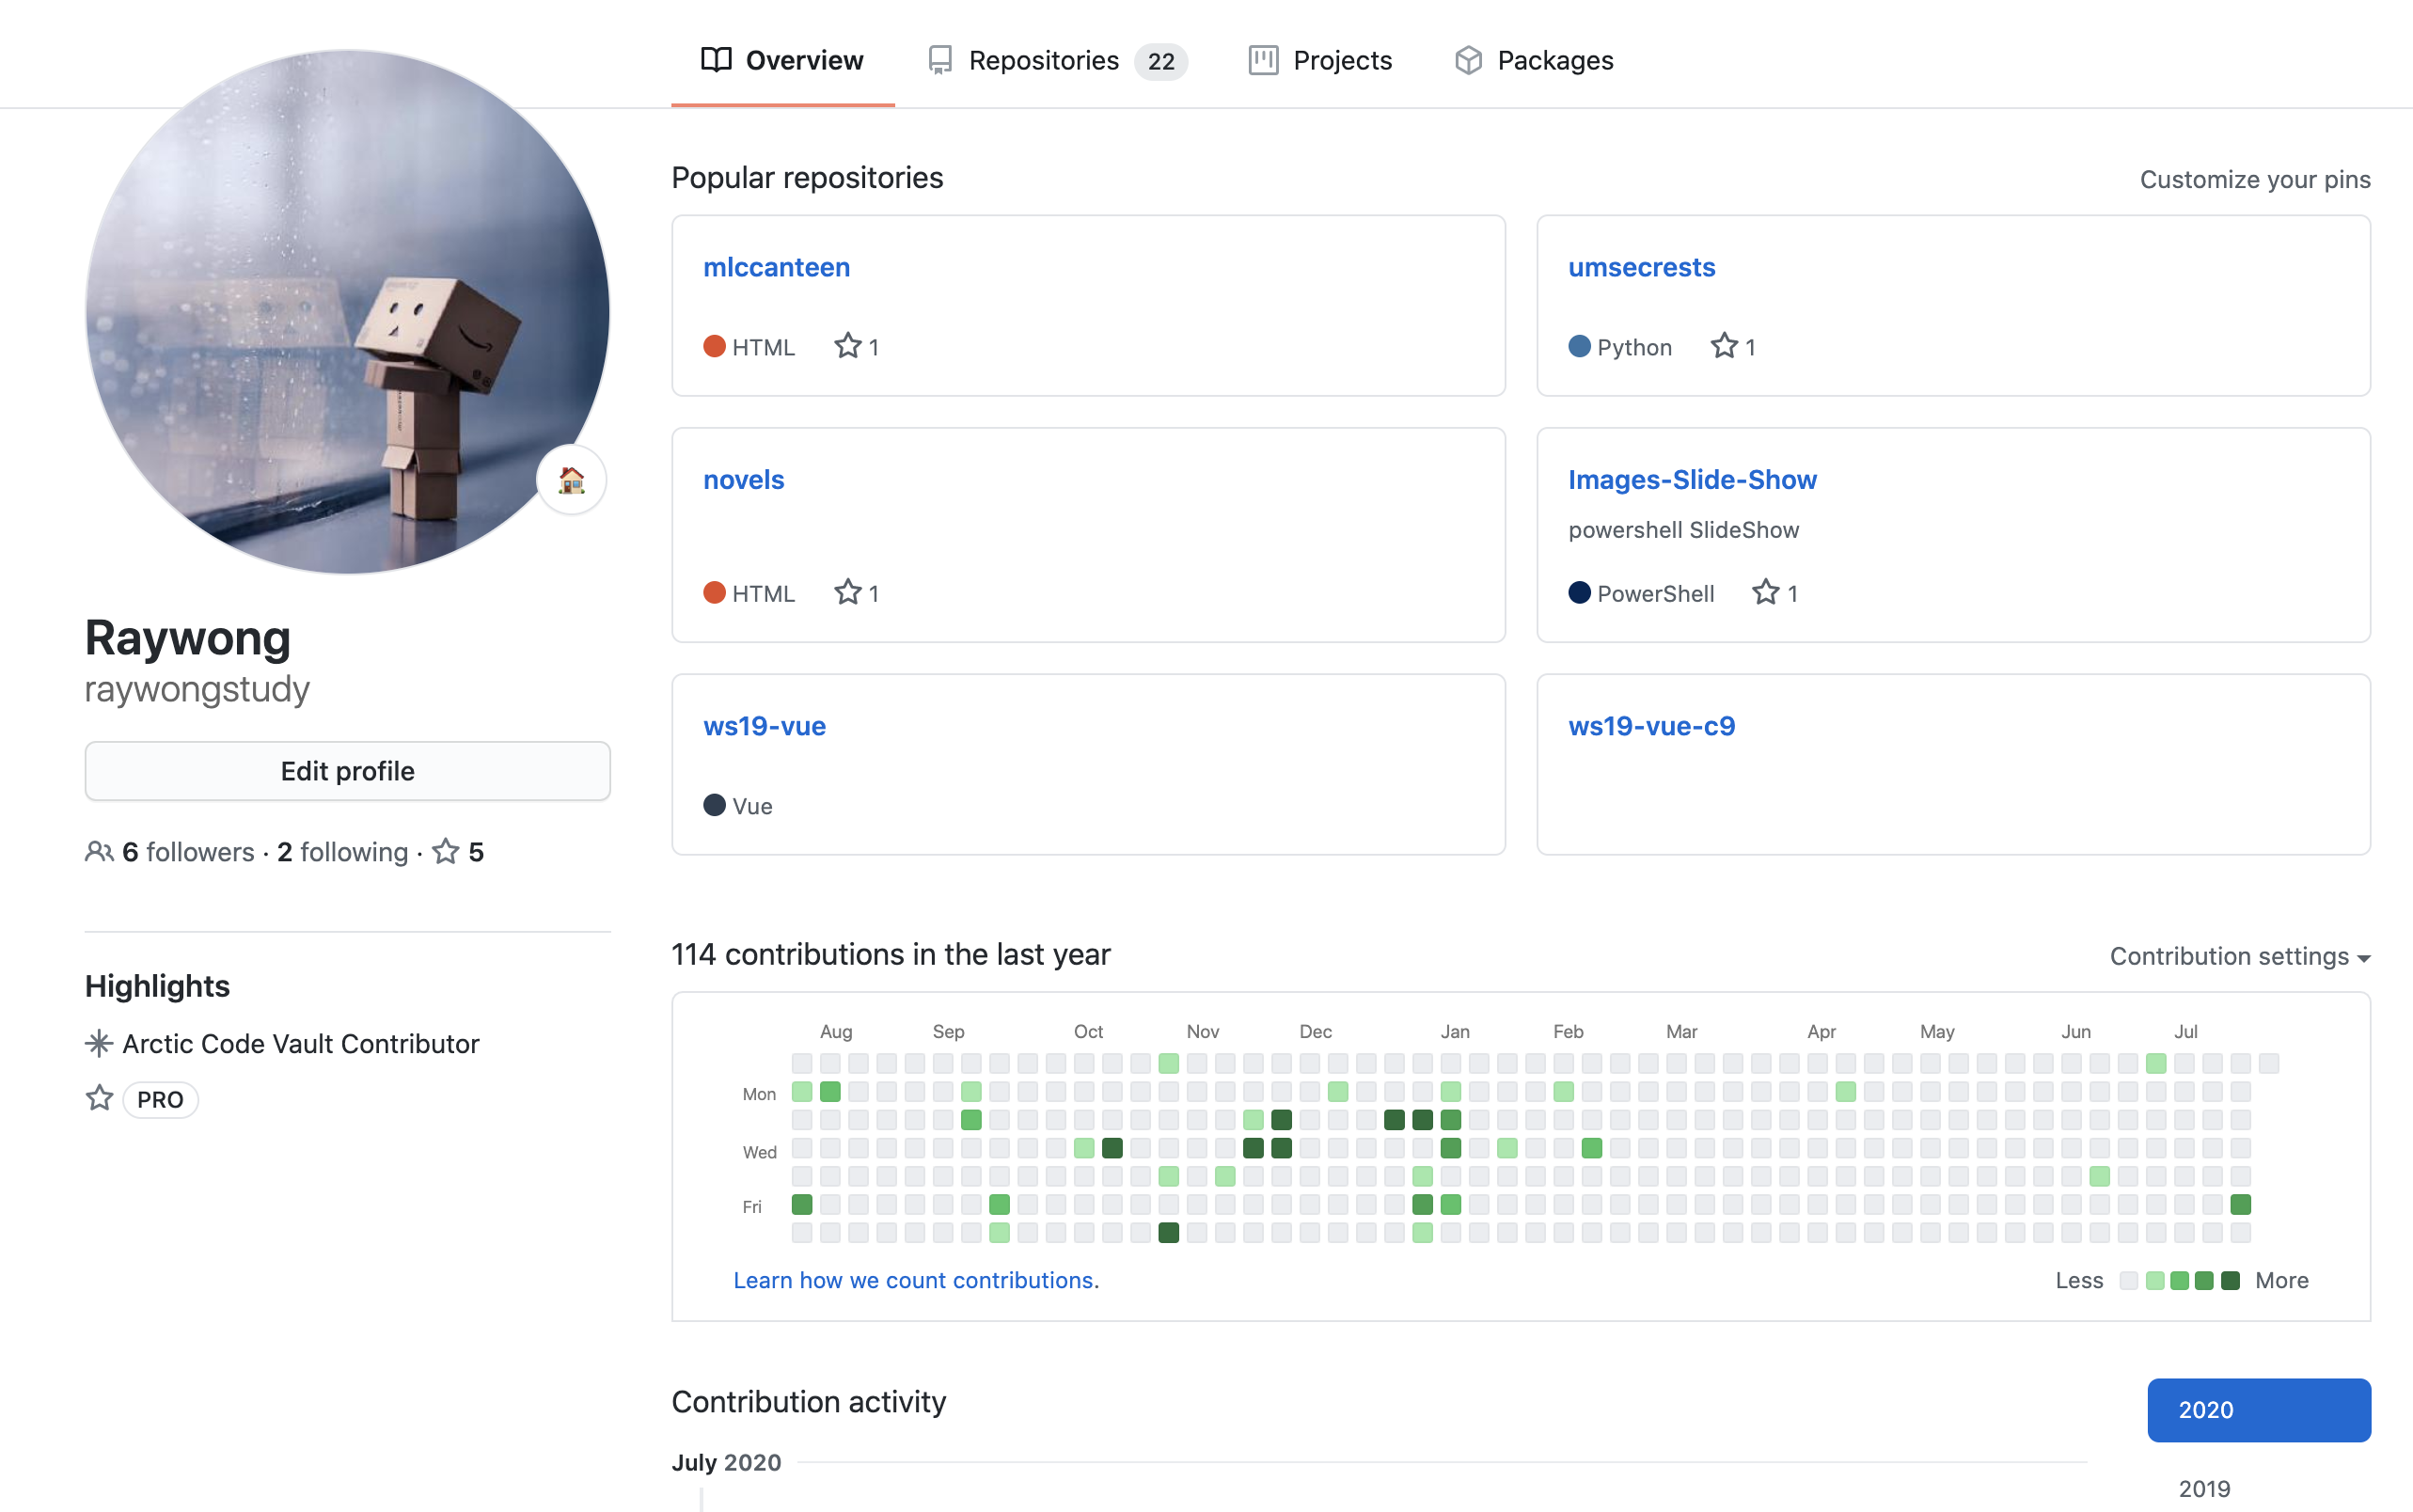 Overview
Repositories 22
Projects
Packages
Raywong
raywongstudy
Edit profile
6 followers · 2 following · 5
Highlights
Arctic Code Vault Contributor
PRO
Popular repositories
Customize your pins
mlccanteen
HTML 1
umsecrests
Python 1
novels
HTML 1
Images-Slide-Show
powershell SlideShow
PowerShell 1
ws19-vue
Vue
ws19-vue-c9
114 contributions in the last year
Contribution settings
Aug Sep Oct Nov Dec Jan Feb Mar Apr May Jun Jul
Mon
Wed
Fri
Learn how we count contributions.
Less More
Contribution activity
2020
July 2020
2019